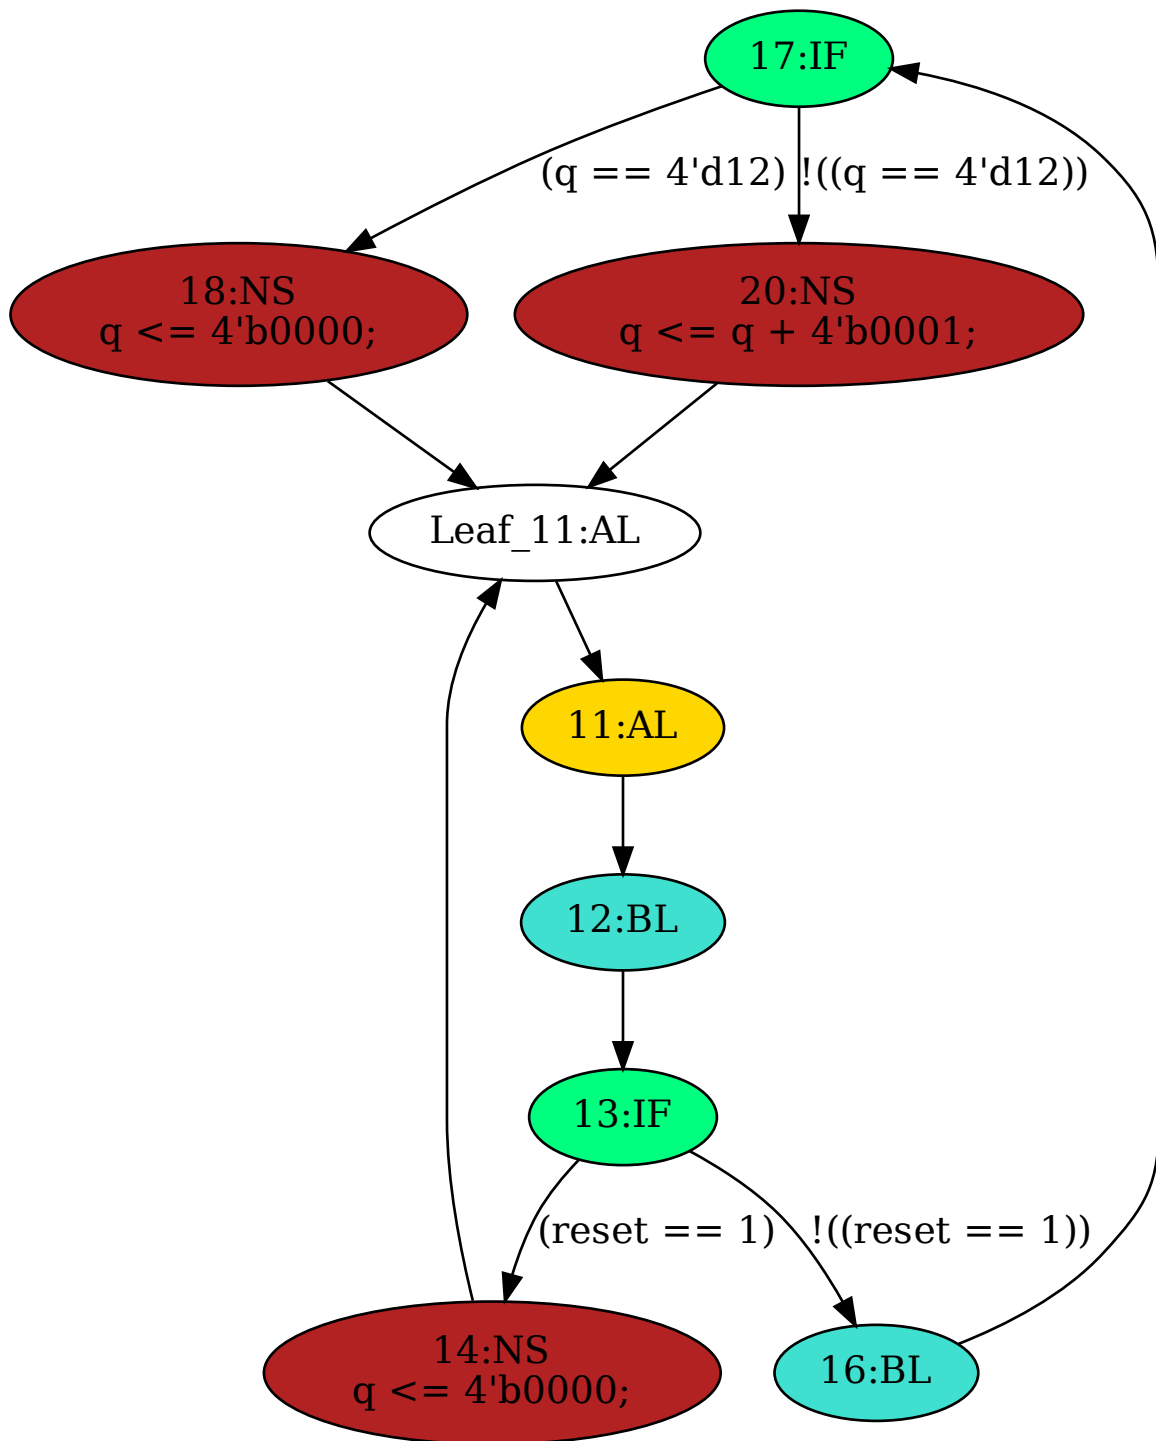 17:IF
(q == 4'd12)
!((q == 4'd12))
18:NS
q <= 4'b0000;
20:NS
q <= q + 4'b0001;
Leaf_11:AL
11:AL
12:BL
13:IF
(reset == 1)
!((reset == 1))
14:NS
q <= 4'b0000;
16:BL